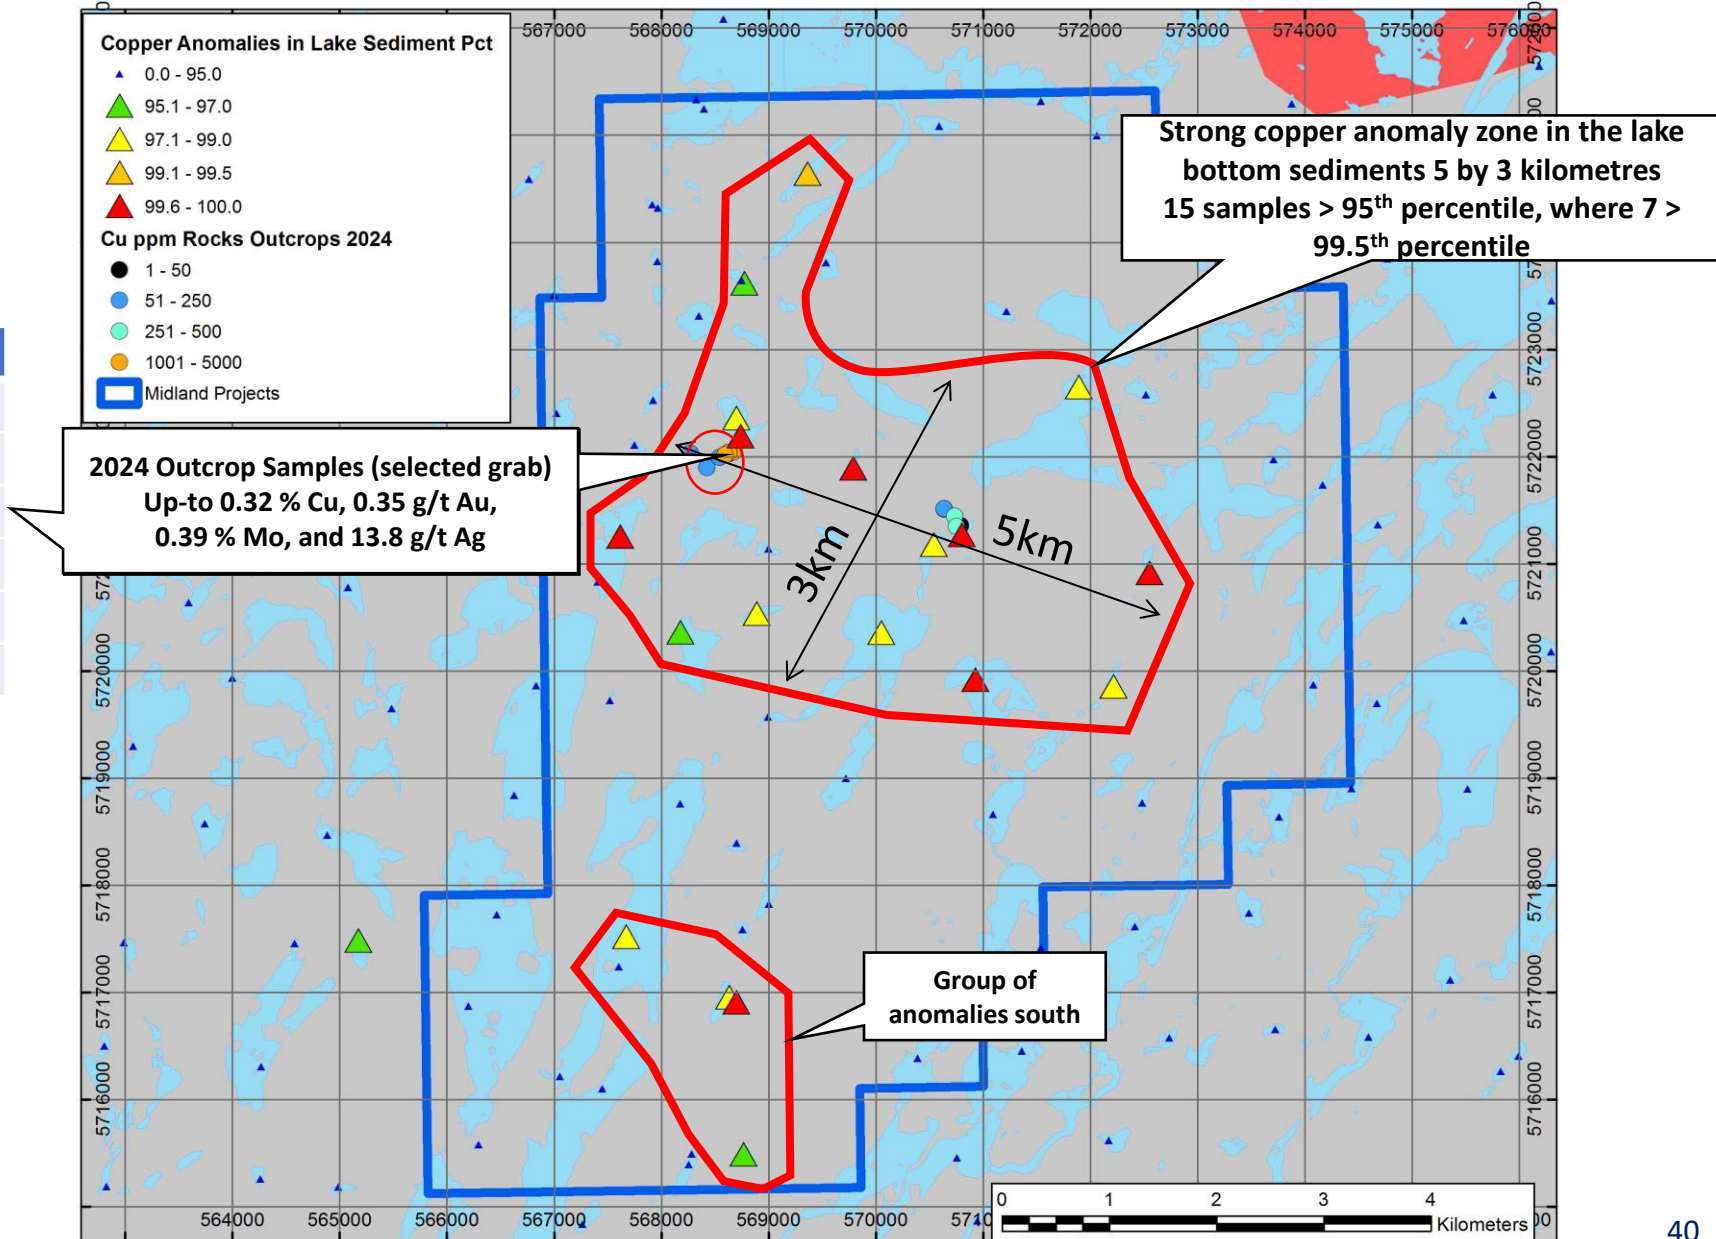 Copper Anomalies in Lake Sediment Pct
0.0 - 95.0
95.1 - 97.0
97.1 - 99.0
99.1 - 99.5
99.6 - 100.0
Cu ppm Rocks Outcrops 2024
1 - 50
51 - 250
251 - 500
1001 - 5000
Midland Projects
567000 568000 569000 570000 571000 572000 573000 574000 575000
Strong copper anomaly zone in the lake
bottom sediments 5 by 3 kilometres
15 samples > 95th percentile, where 7 >
99.5th percentile
2024 Outcrop Samples (selected grab)
Up-to 0.32 % Cu, 0.35 g/t Au,
0.39 % Mo, and 13.8 g/t Ag
3km
5km
Group of
anomalies south
5720000
5719000
5718000
5717000
5716000
5723000
5722000
5721000
5720000
5719000
5718000
5717000
5716000
564000 565000 566000 567000 568000 569000 570000
0 1 2 3 4
Kilometers
40